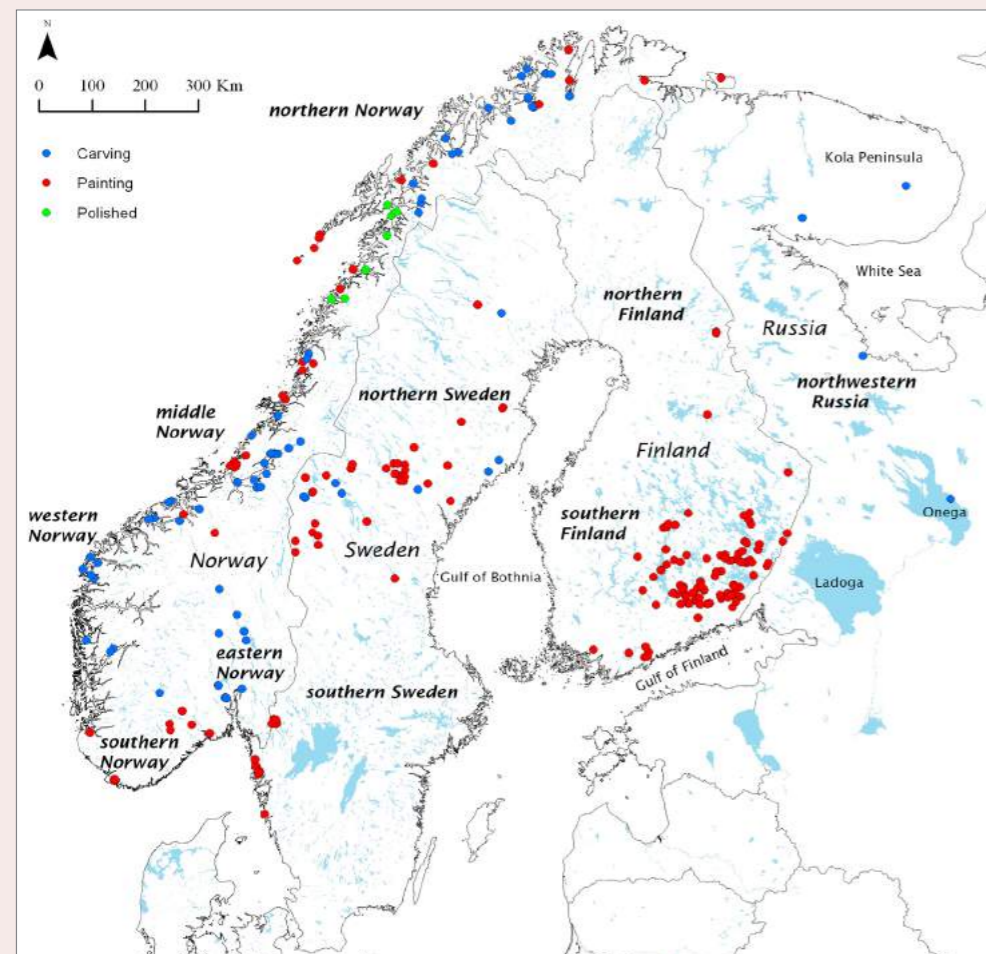 N
0 100 200 300 Km
northern Norway
Carving
Painting
Polished
Kola Peninsula
White Sea
northern
Finland
Russia
northwestern
Russia
northern Sweden
middle
Norway
Finland
western
Norway
southern
Finland
Onega
Norway
Sweden
Gulf of Bothnia
Ladoga
eastern
Norway
Gulf of Finland
southern Sweden
southern
Norway